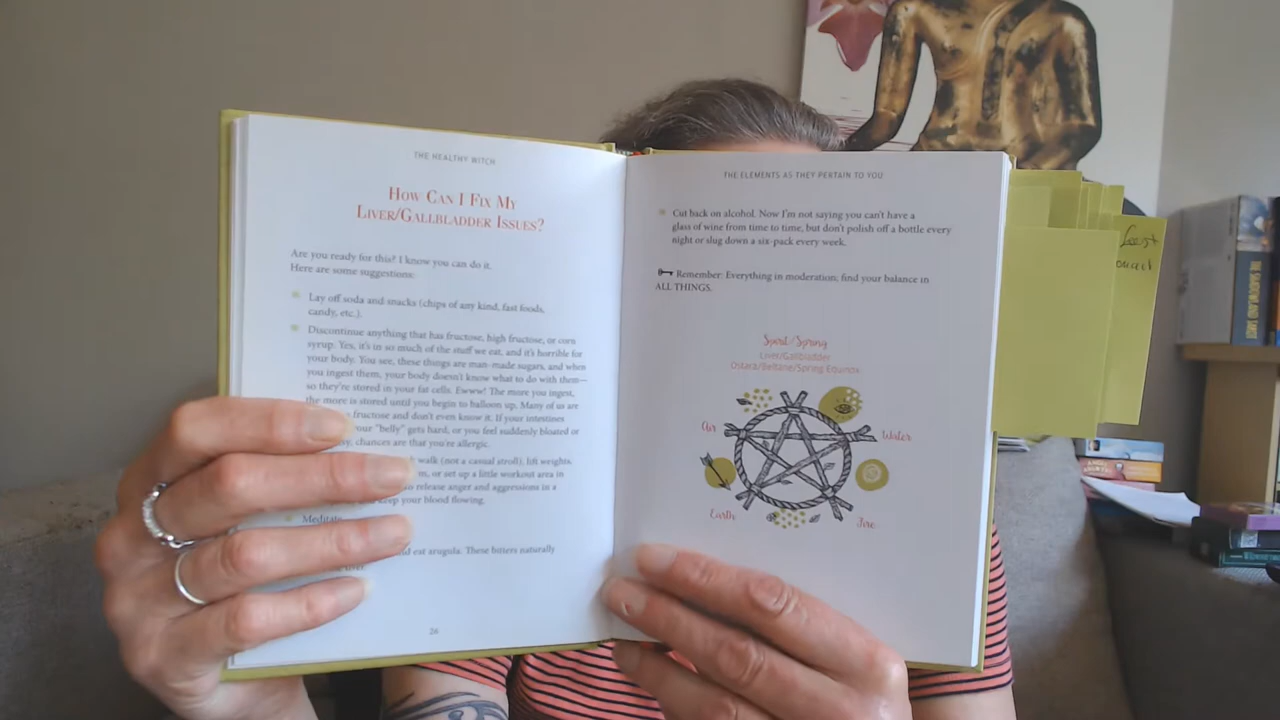 THE HEALTHY WITCH
HOW CAN I FIX MY
LIVER/GALLBLADDER ISSUES?
Are you ready for this? I know you can do it.
Here are some suggestions:
Lay off soda and snacks (chips of any kind, fast foods,
candy, etc.).
Discontinue anything that has fructose, high fructose, or corn
syrup. Yes, it's in so much of the stuff we eat, and it's horrible for
your body. You see, these things are man-made sugars, and when
you ingest them, your body doesn't know what to do with them—
so they're stored in your fat cells. Ewww! The more you ingest,
the more is stored until you begin to balloon up. Many of us are
fructose and don't even know it. If your intestines
your "belly" gets hard, or you feel suddenly bloated or
chances are that you're allergic.
walk (not a casual stroll), lift weights,
or set up a little workout area in
to release anger and aggressions in a
keep your blood flowing.
Meditate
eat arugula. These bitters naturally
26
THE ELEMENTS AS THEY PERTAIN TO YOU
Cut back on alcohol. Now I'm not saying you can't have a
glass of wine from time to time, but don't polish off a bottle every
night or slug down a six-pack every week.
Remember: Everything in moderation; find your balance in
ALL THINGS.
Spirit/Spring
Liver/Gallbladder
Ostara/Beltane/Spring Equinox
Air
Water
Earth
Fire